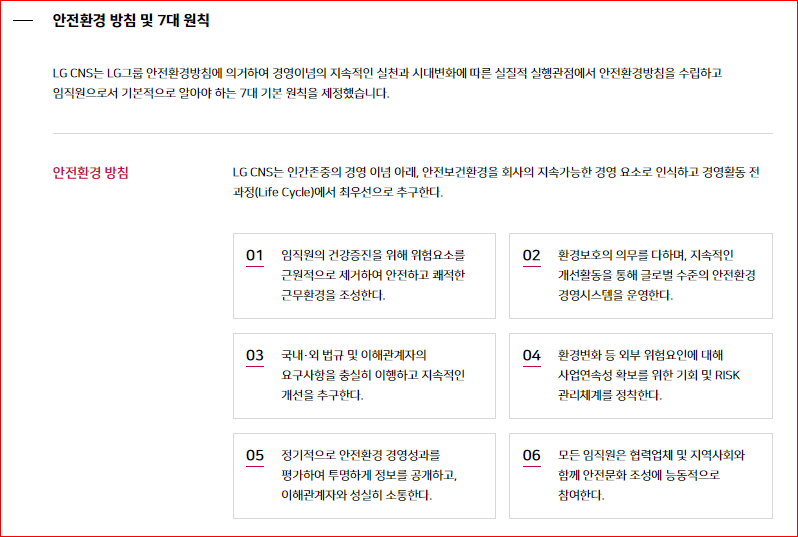 안전환경 방침 및 7대 원칙
LG CNS는 LG그룹 안전환경방침에 의거하여 경영이념의 지속적인 실천과 시대변화에 따른 실질적 실행관점에서 안전환경방침을 수립하고
임직원으로서 기본적으로 알아야 하는 7대 기본 원칙을 제정했습니다.
안전환경 방침
LG CNS는 인간존중의 경영 이념 아래, 안전보건환경을 회사의 지속가능한 경영 요소로 인식하고 경영활동 전
과정(Life Cycle)에서 최우선으로 추구한다.
01
임직원의 건강증진을 위해 위험요소를
근원적으로 제거하여 안전하고 쾌적한
근무환경을 조성한다.
02
환경보호의 의무를 다하며, 지속적인
개선활동을 통해 글로벌 수준의 안전환경
경영시스템을 운영한다.
03
국내·외 법규 및 이해관계자의
요구사항을 충실히 이행하고 지속적인
개선을 추구한다.
04
환경변화 등 외부 위험요인에 대해
사업연속성 확보를 위한 기회 및 RISK
관리체계를 정착한다.
05
정기적으로 안전환경 경영성과를
평가하여 투명하게 정보를 공개하고,
이해관계자와 성실히 소통한다.
06
모든 임직원은 협력업체 및 지역사회와
함께 안전문화 조성에 능동적으로
참여한다.